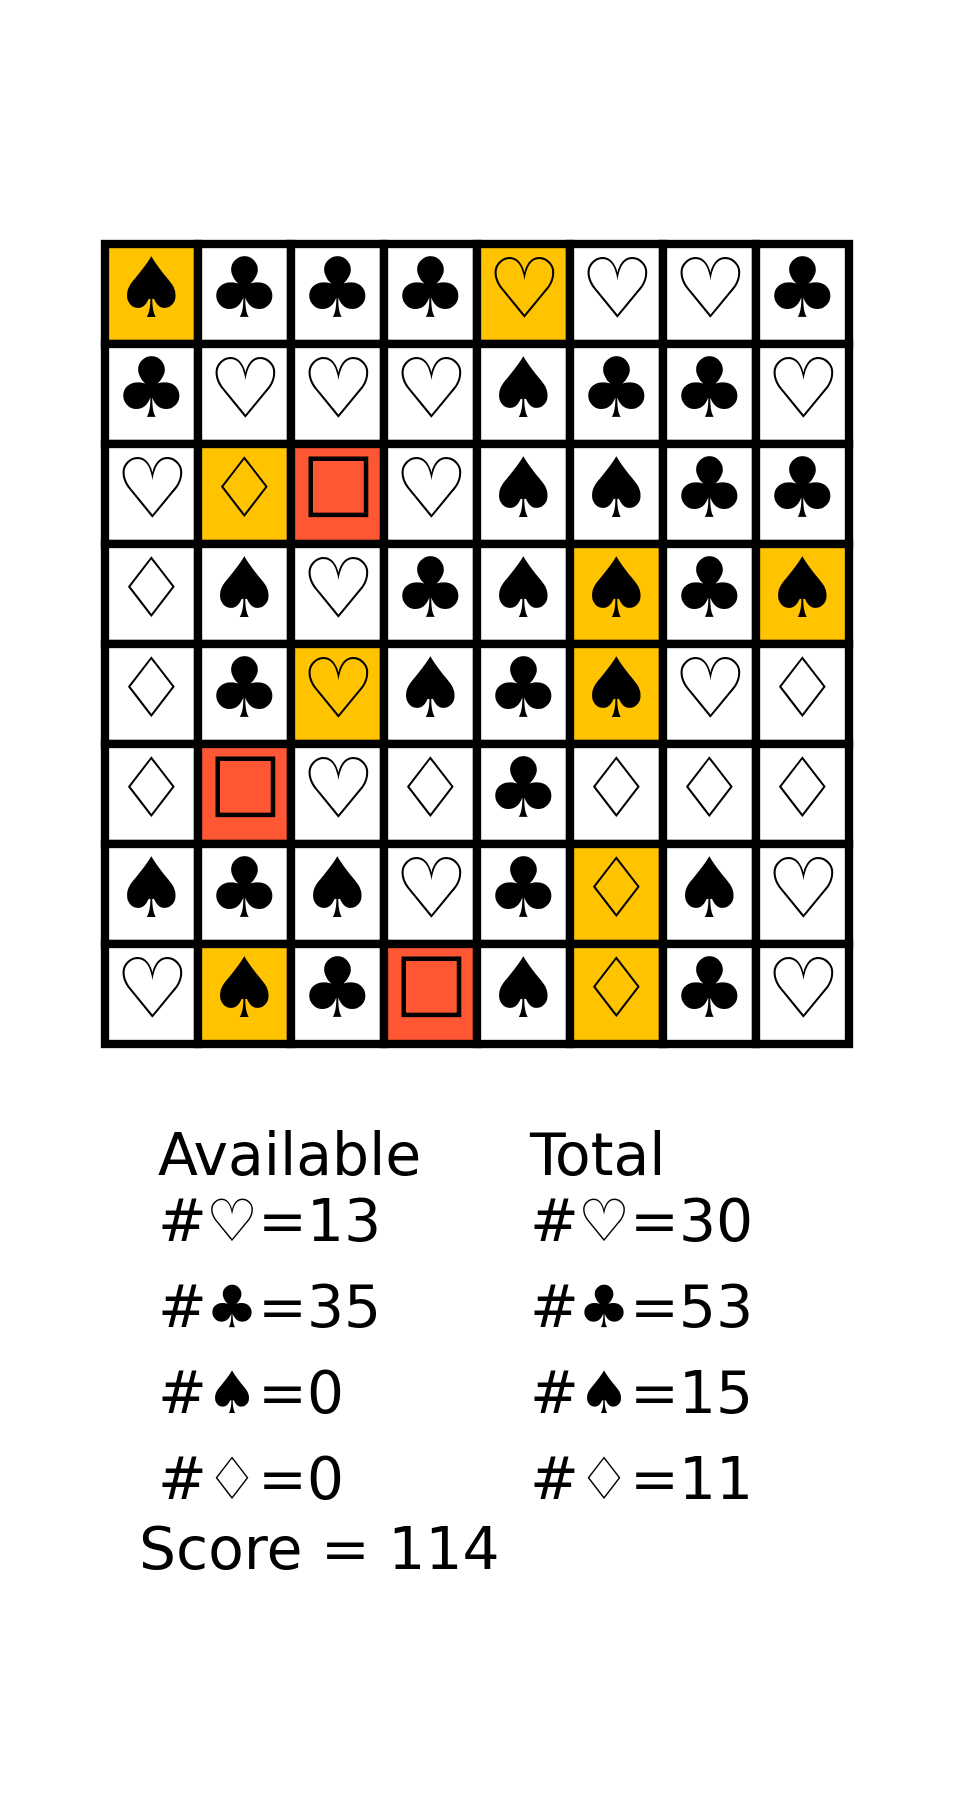 ♠ ♣ ♣ ♣ ♡ ♡ ♡ ♣
♣ ♡ ♡ ♡ ♠ ♣ ♣ ♡
♡ ♢ □ ♡ ♠ ♠ ♣ ♣
♢ ♠ ♡ ♣ ♠ ♠ ♣ ♠
♢ ♣ ♡ ♠ ♣ ♠ ♡ ♢
♢ □ ♡ ♢ ♣ ♢ ♢ ♢
♠ ♣ ♠ ♡ ♣ ♢ ♠ ♡
♡ ♠ ♣ □ ♠ ♢ ♣ ♡
Available Total
#♡=13 #♡=30
#♣=35 #♣=53
#♠=0 #♠=15
#♢=0 #♢=11
Score = 114